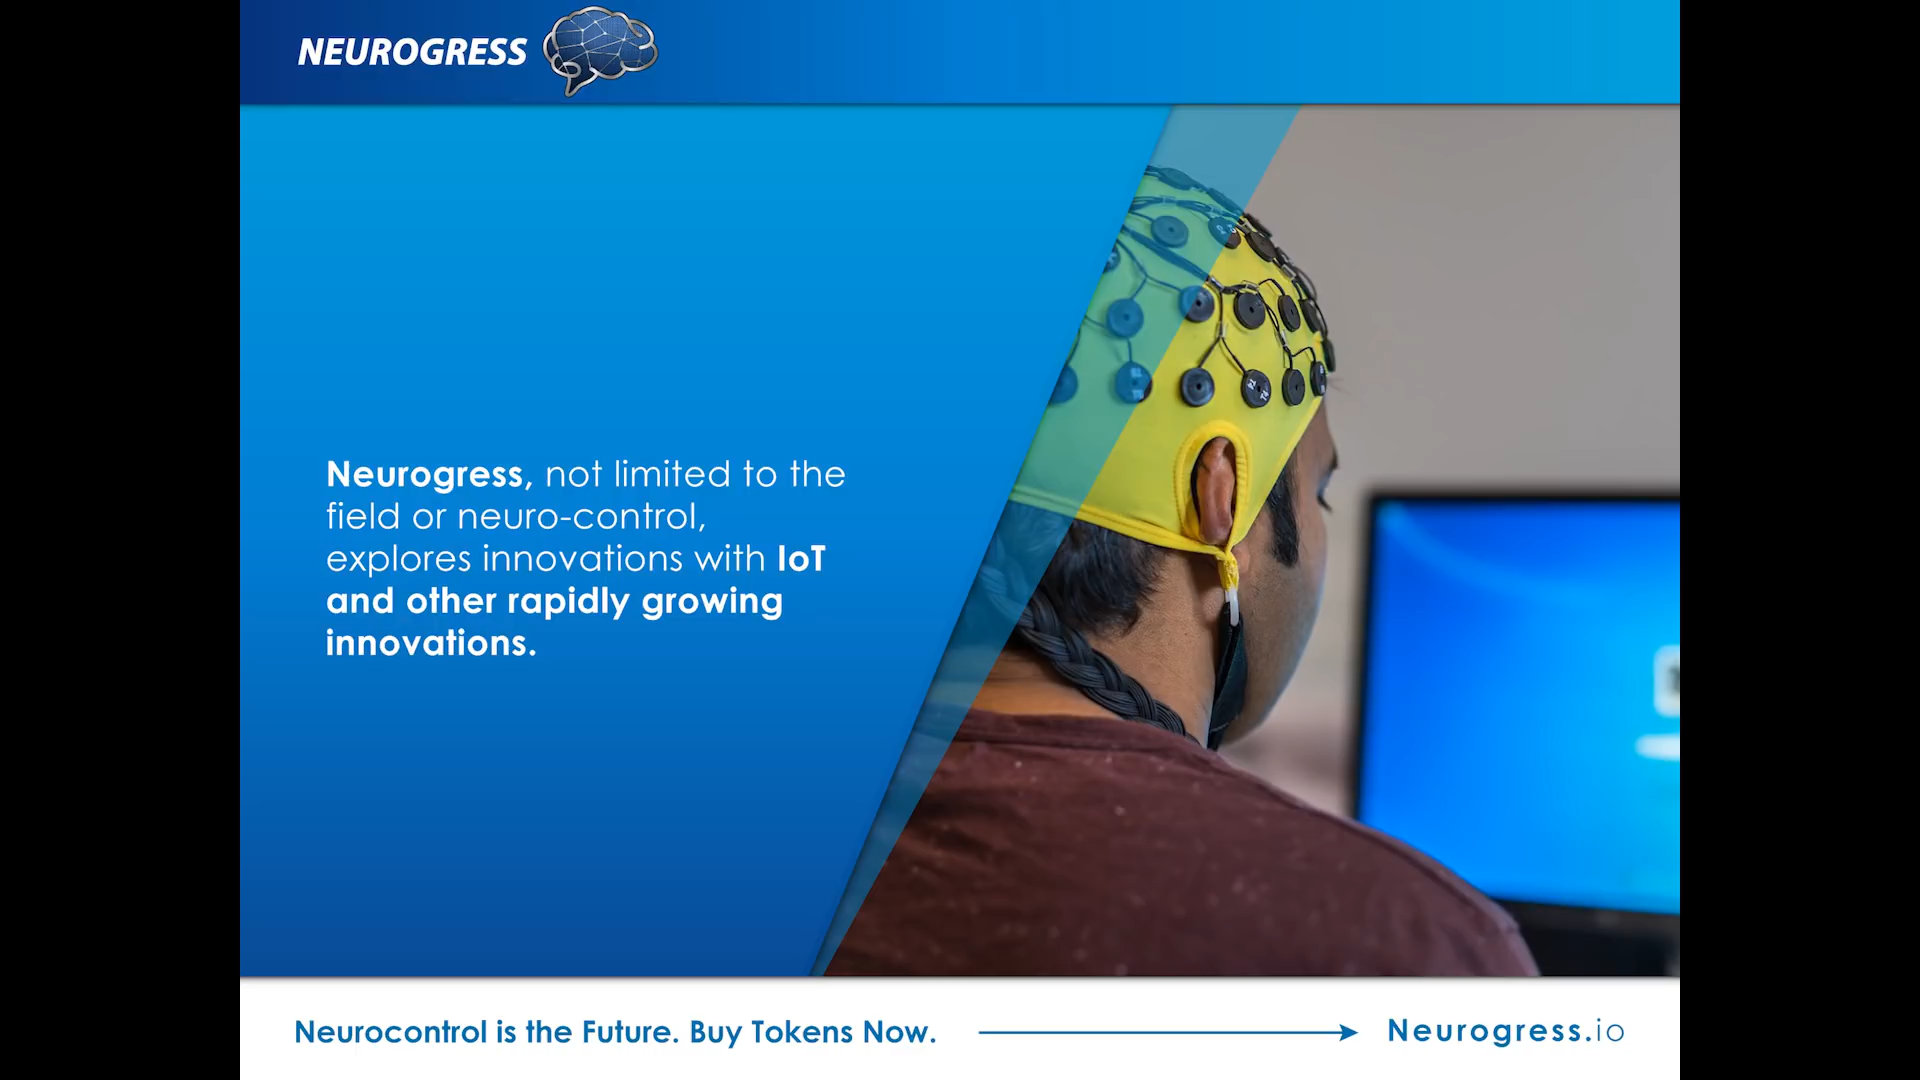 NEUROGRESS
Neurogress, not limited to the
field or neuro-control,
explores innovations with IoT
and other rapidly growing
innovations.
Neurocontrol is the Future. Buy Tokens Now.
Neurogress.io